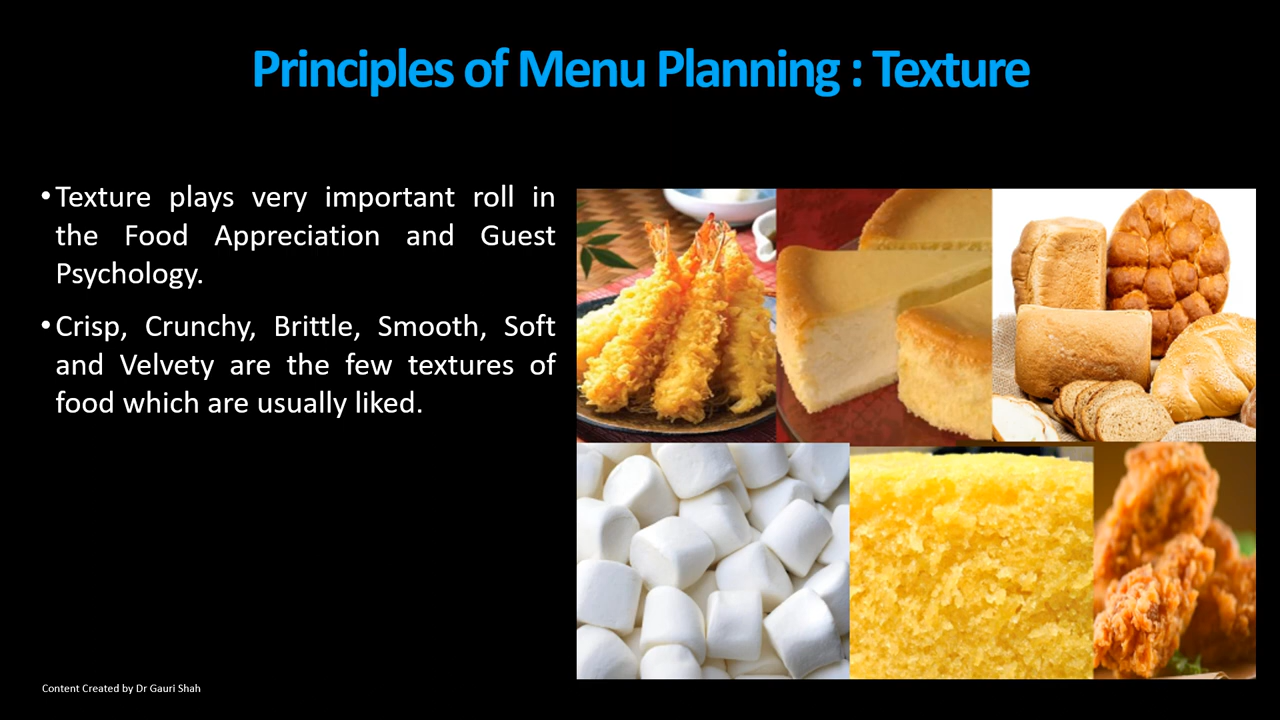 Principles of Menu Planning : Texture
•Texture plays very important roll in
the Food Appreciation and Guest
Psychology.
•Crisp, Crunchy, Brittle, Smooth, Soft
and Velvety are the few textures of
food which are usually liked.
Content Created by Dr Gauri Shah